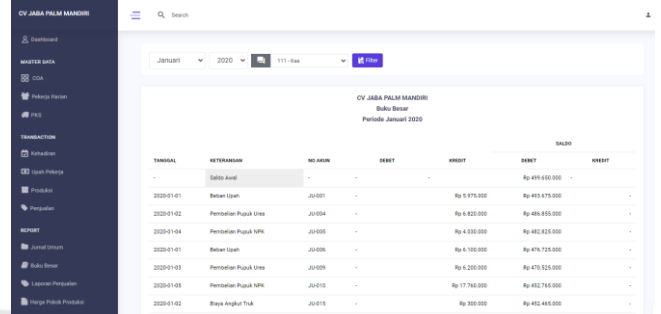 CV JABA PALM MANDIRI
Search
Dashboard
MASTER DATA
COA
Pekerja Harian
PKS
TRANSACTION
Kehadiran
Upah Pekerja
Produksi
Penjualan
REPORT
Jurnal Umum
Buku Besar
Laporan Penjualan
Harga Pokok Produksi
Januari 2020 111 - Kas Filter
CV JABA PALM MANDIRI
Buku Besar
Periode Januari 2020
SALDO
TANGGAL KETERANGAN NO AKUN DEBET KREDIT DEBET KREDIT
- Saldo Awal - - - Rp 499.650.000 -
2020-01-01 Beban Upah JU-001 - Rp 5.975.000 Rp 493.675.000 -
2020-01-02 Pembelian Pupuk Urea JU-004 - Rp 6.820.000 Rp 486.855.000 -
2020-01-04 Pembelian Pupuk NPK JU-005 - Rp 4.030.000 Rp 482.825.000 -
2020-01-01 Beban Upah JU-006 - Rp 6.100.000 Rp 476.725.000 -
2020-01-03 Pembelian Pupuk Urea JU-009 - Rp 6.200.000 Rp 470.525.000 -
2020-01-05 Pembelian Pupuk NPK JU-010 - Rp 17.760.000 Rp 452.765.000 -
2020-01-02 Biaya Angkut Truk JU-015 - Rp 300.000 Rp 452.465.000 -